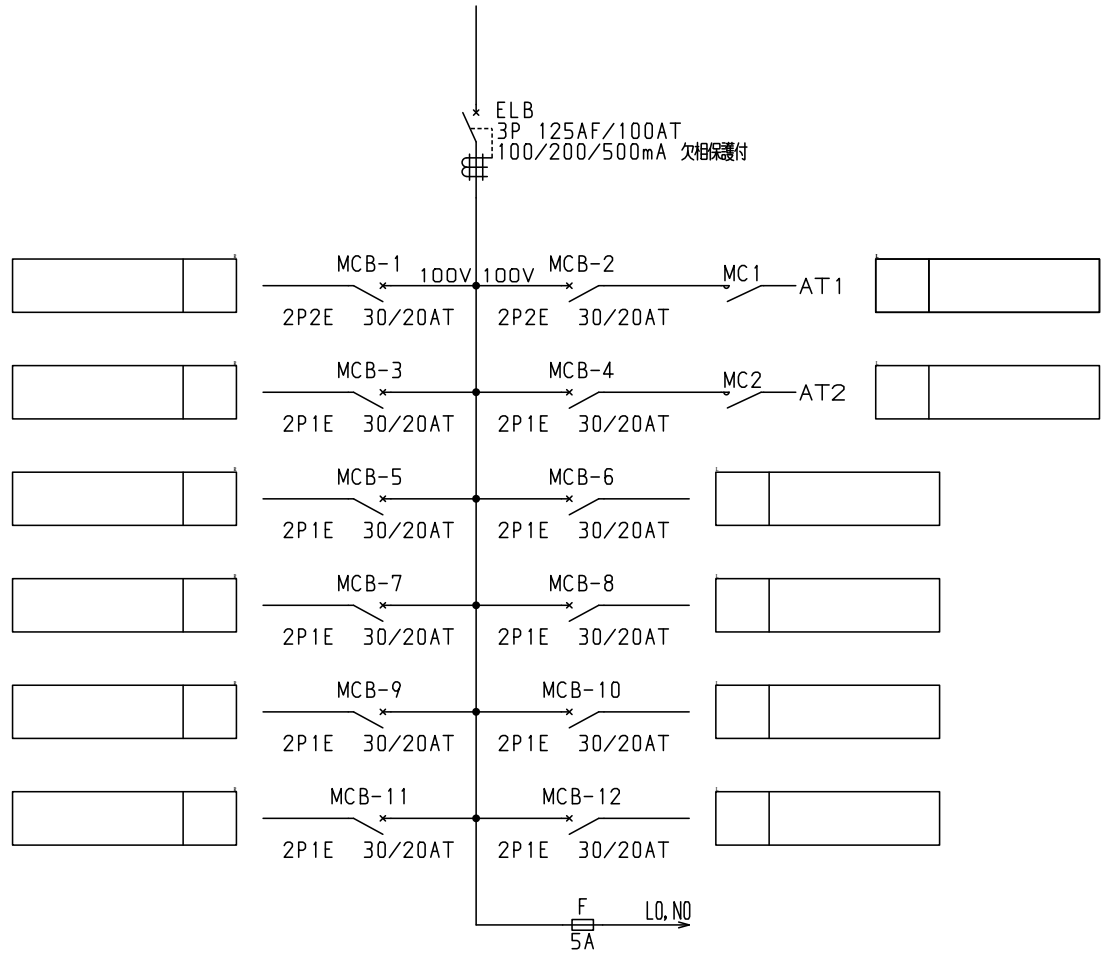 ELB
3P 125AF/100AT
100/200/500mA 欠相保護付
MCB-1 100V 100V MCB-2 MC1 AT1
2P2E 30/20AT 2P2E 30/20AT
MCB-3 MCB-4 MC2 AT2
2P1E 30/20AT 2P1E 30/20AT
MCB-5 MCB-6
2P1E 30/20AT 2P1E 30/20AT
MCB-7 MCB-8
2P1E 30/20AT 2P1E 30/20AT
MCB-9 MCB-10
2P1E 30/20AT 2P1E 30/20AT
MCB-11 MCB-12
2P1E 30/20AT 2P1E 30/20AT
F L0,N0
5A